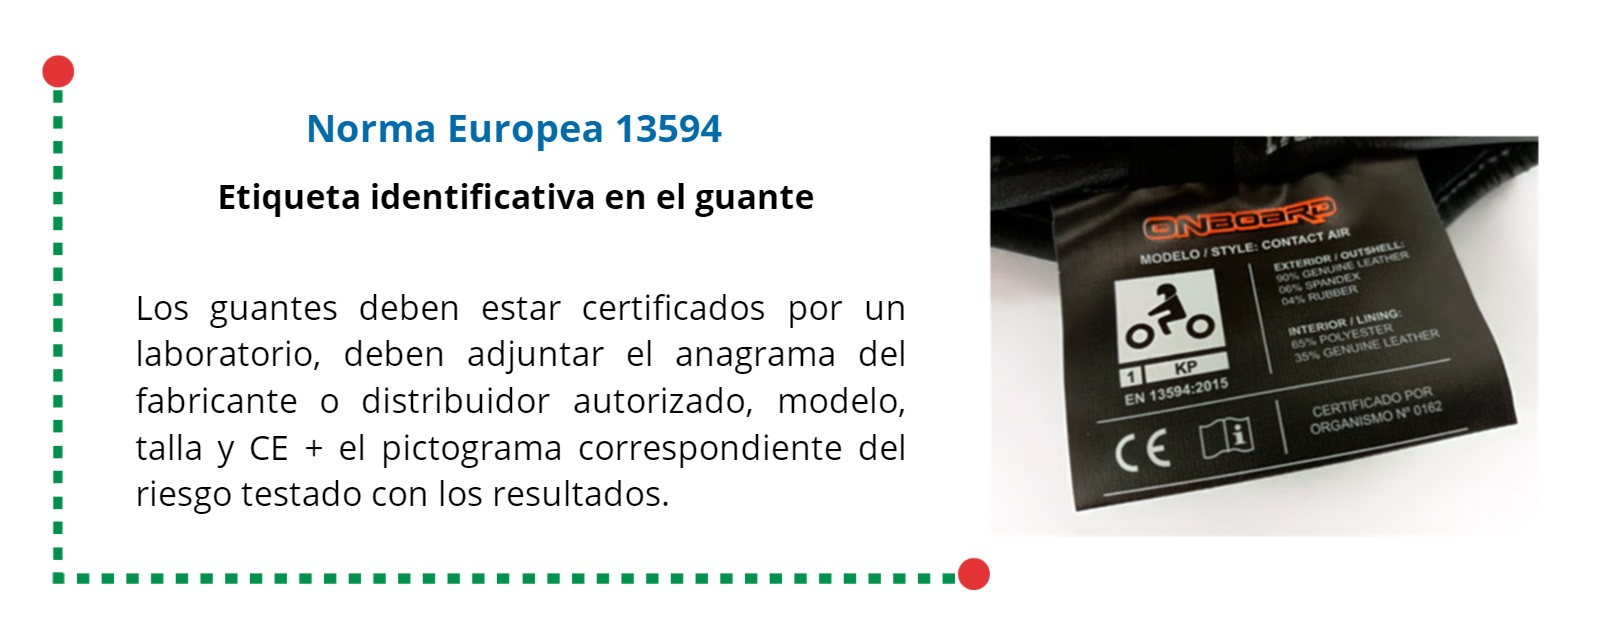 Norma Europea 13594
Etiqueta identificativa en el guante
Los guantes deben estar certificados por un
laboratorio, deben adjuntar el anagrama del
fabricante o distribuidor autorizado, modelo,
talla y CE + el pictograma correspondiente del
riesgo testado con los resultados.
ONBOARD
MODELO / STYLE: CONTACT AIR
EXTERIOR / OUTSHELL:
90% GENUINE LEATHER
06% SPANDEX
04% RUBBER
INTERIOR / LINING:
65% POLYESTER
35% GENUINE LEATHER
1 KP
EN 13594:2015
CE
i
CERTIFICADO POR
ORGANISMO Nº 0162